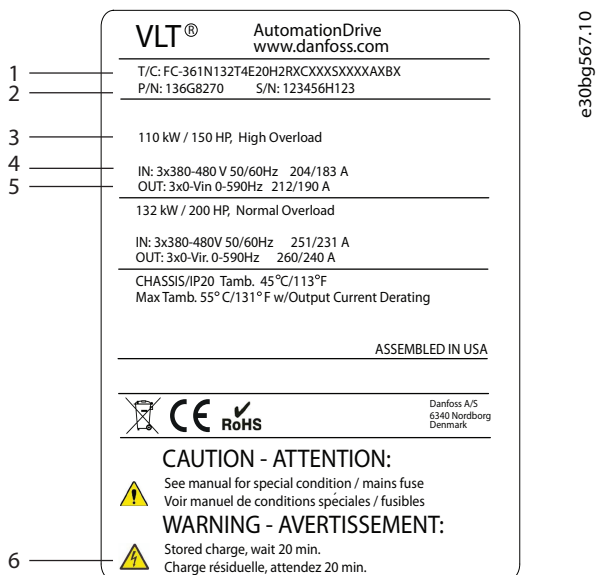 VLT® AutomationDrive
www.danfoss.com
1 T/C: FC-361N132T4E20H2RXCXXXSXXXXAXBX
2 P/N: 136G8270 S/N: 123456H123
3 110 kW / 150 HP, High Overload
4 IN: 3x380-480 V 50/60Hz 204/183 A
5 OUT: 3x0-Vin 0-590Hz 212/190 A
132 kW / 200 HP, Normal Overload
IN: 3x380-480V 50/60Hz 251/231 A
OUT: 3x0-Vir. 0-590Hz 260/240 A
CHASSIS/IP20 Tamb. 45°C/113°F
Max Tamb. 55°C/131°F w/Output Current Derating
ASSEMBLED IN USA
CE RoHS
Danfoss A/S
6340 Nordborg
Denmark
CAUTION - ATTENTION:
See manual for special condition / mains fuse
Voir manuel de conditions spéciales / fusibles
WARNING - AVERTISSEMENT:
6 Stored charge, wait 20 min.
Charge résiduelle, attendez 20 min.
e30bg567.10